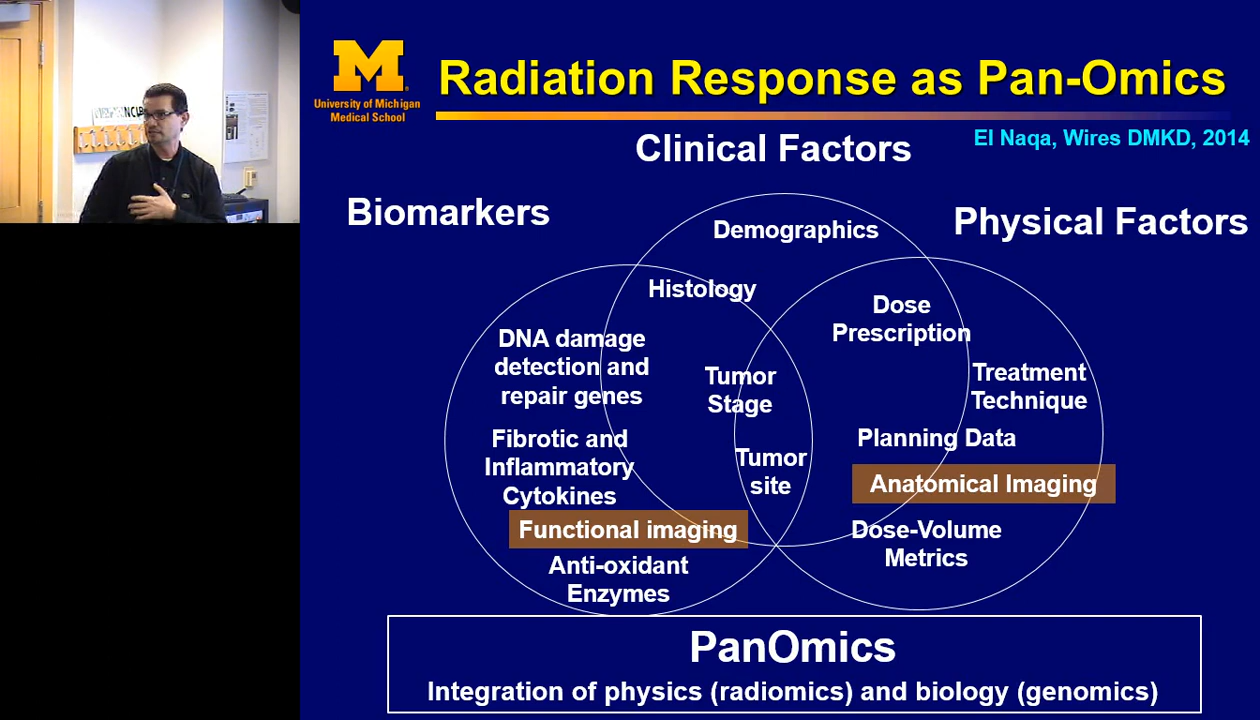 M
University of Michigan
Medical School
Radiation Response as Pan-Omics
El Naqa, Wires DMKD, 2014
Clinical Factors
Biomarkers
Physical Factors
Demographics
Histology
Dose
Prescription
DNA damage
detection and
repair genes
Tumor
Stage
Treatment
Technique
Fibrotic and
Inflammatory
Cytokines
Planning Data
Tumor
site
Anatomical Imaging
Functional imaging
Dose-Volume
Metrics
Anti-oxidant
Enzymes
PanOmics
Integration of physics (radiomics) and biology (genomics)